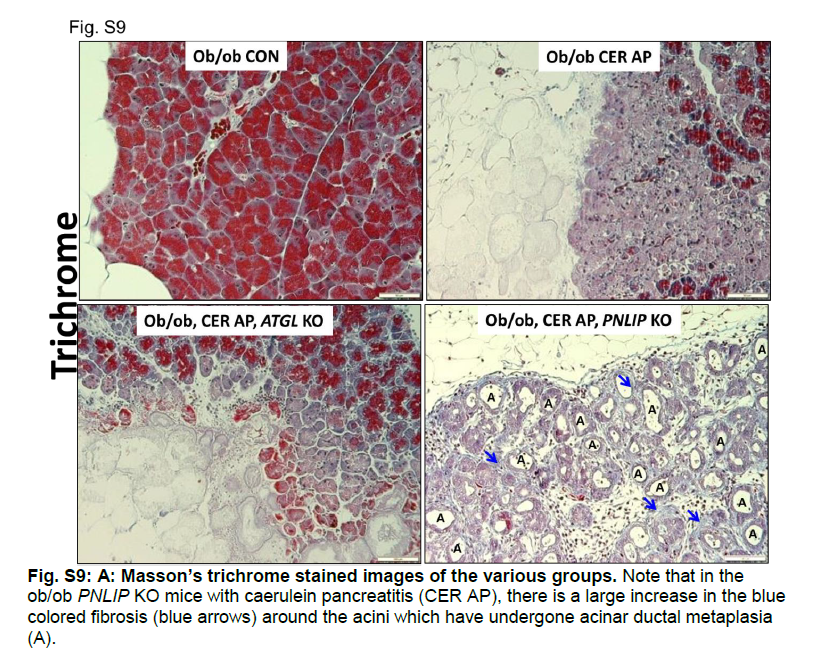 Fig. S9
Ob/ob CON
Ob/ob CER AP
Trichrome
Ob/ob, CER AP, ATGL KO
Ob/ob, CER AP, PNLIP KO
A
A
A
A
A
A
A
A
A
A
A
A
A
A
Fig. S9: A: Masson's trichrome stained images of the various groups. Note that in the
ob/ob PNLIP KO mice with caerulein pancreatitis (CER AP), there is a large increase in the blue
colored fibrosis (blue arrows) around the acini which have undergone acinar ductal metaplasia
(A).